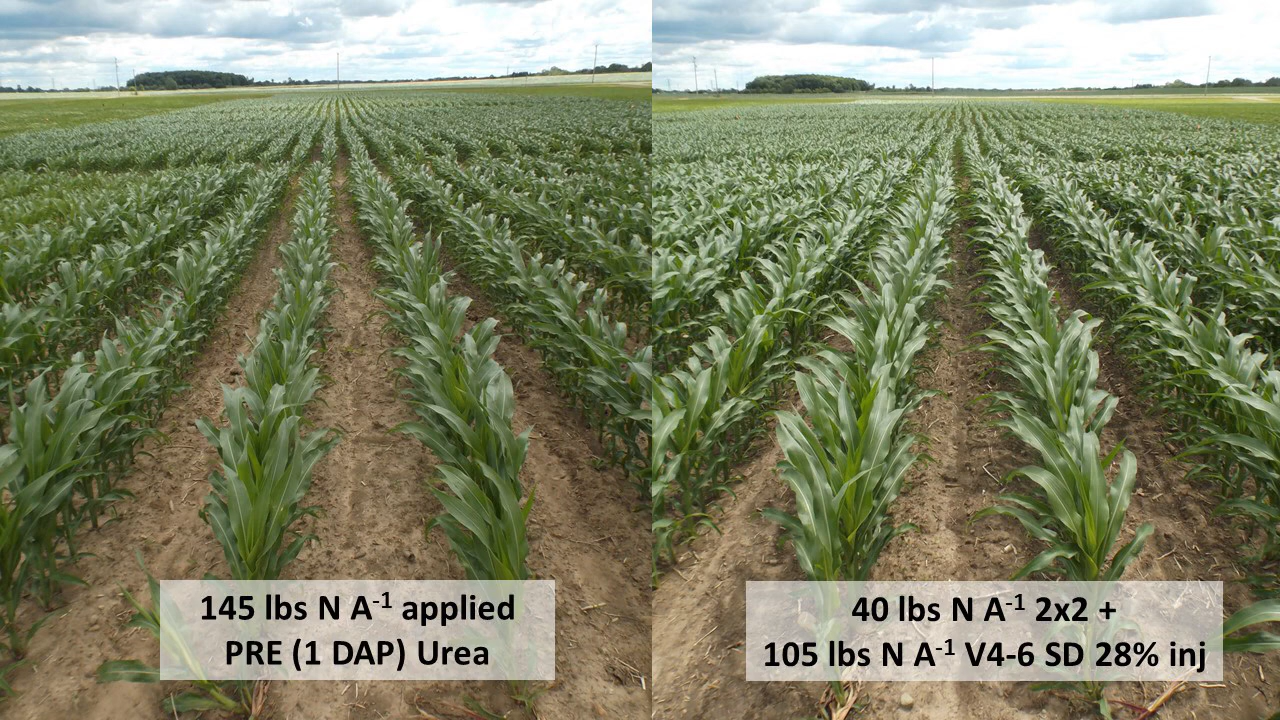 145 lbs N A⁻¹ applied
PRE (1 DAP) Urea
40 lbs N A⁻¹ 2x2 +
105 lbs N A⁻¹ V4-6 SD 28% inj